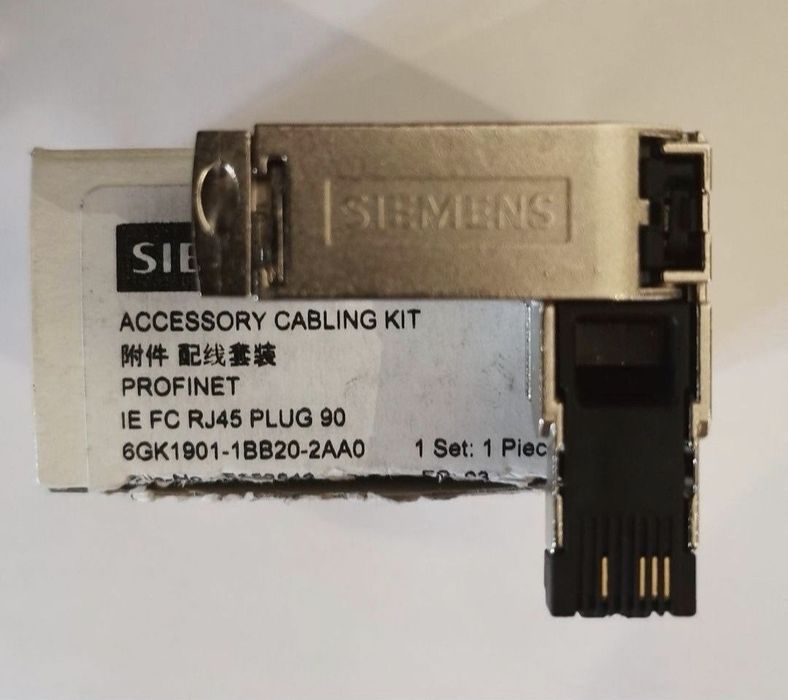 SIEMENS
SIE
ACCESSORY CABLING KIT
附件 配线套装
PROFINET
IE FC RJ45 PLUG 90
6GK1901-1BB20-2AA0 1 Set: 1 Piec